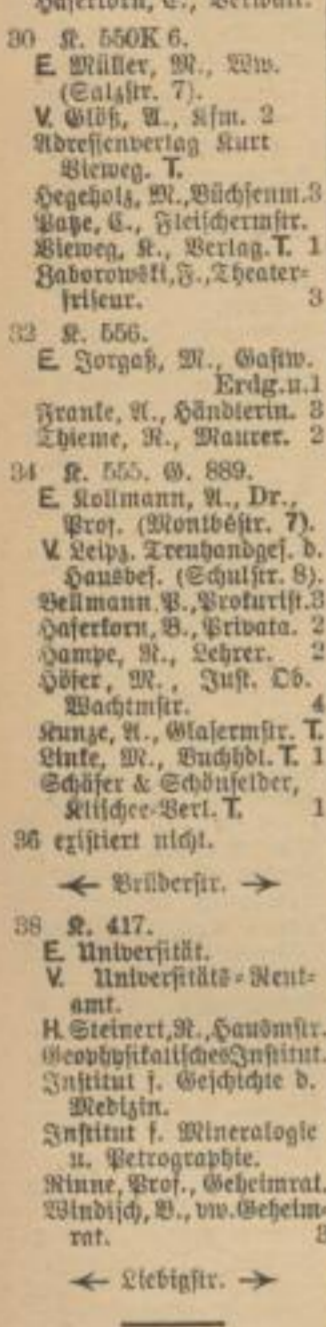 Haferkorn, C., Verwalt.
30 K. 550K 6.
E. Müller, M., Ww.
(Salzstr. 7).
V. Glöß, A., Kfm. 2
Adressenverlag Kurt
Vieweg. T.
Hegeholz, M., Büchsenm. 3
Patze, C., Fleischermstr.
Vieweg, K., Verlag. T. 1
Zaborowski, F., Theater=
friseur. 3
32 K. 556.
E. Jorgaß, M., Gastw.
Erdg. u. 1
Franke, A., Händlerin. 3
Thieme, R., Maurer. 2
34 K. 555. G. 889.
E. Kollmann, A., Dr.,
Prof. (Montbéstr. 7).
V. Leipz. Treuhandges. d.
Hausbes. (Schulstr. 8).
Bellmann P., Prokurist. 3
Haferkorn, B., Privata. 2
Hampe, R., Lehrer. 2
Höfer, M., Just. Ob.
Wachtmstr. 4
Kunze, A., Glasermstr. T.
Linke, M., Buchhdl. T. 1
Schäfer & Schönfelder,
Klischee-Verl. T. 1
36 existiert nicht.
← Brüderstr. →
38 K. 417.
E. Universität.
V. Universitäts=Rent=
amt.
H. Steinert, R., Hausmstr.
Geophysikalisches Institut.
Institut f. Geschichte d.
Medizin.
Institut f. Mineralogie
u. Petrographie.
Rinne, Prof., Geheimrat.
Windisch, B., vw. Geheim=
rat. 3
← Liebigstr. →